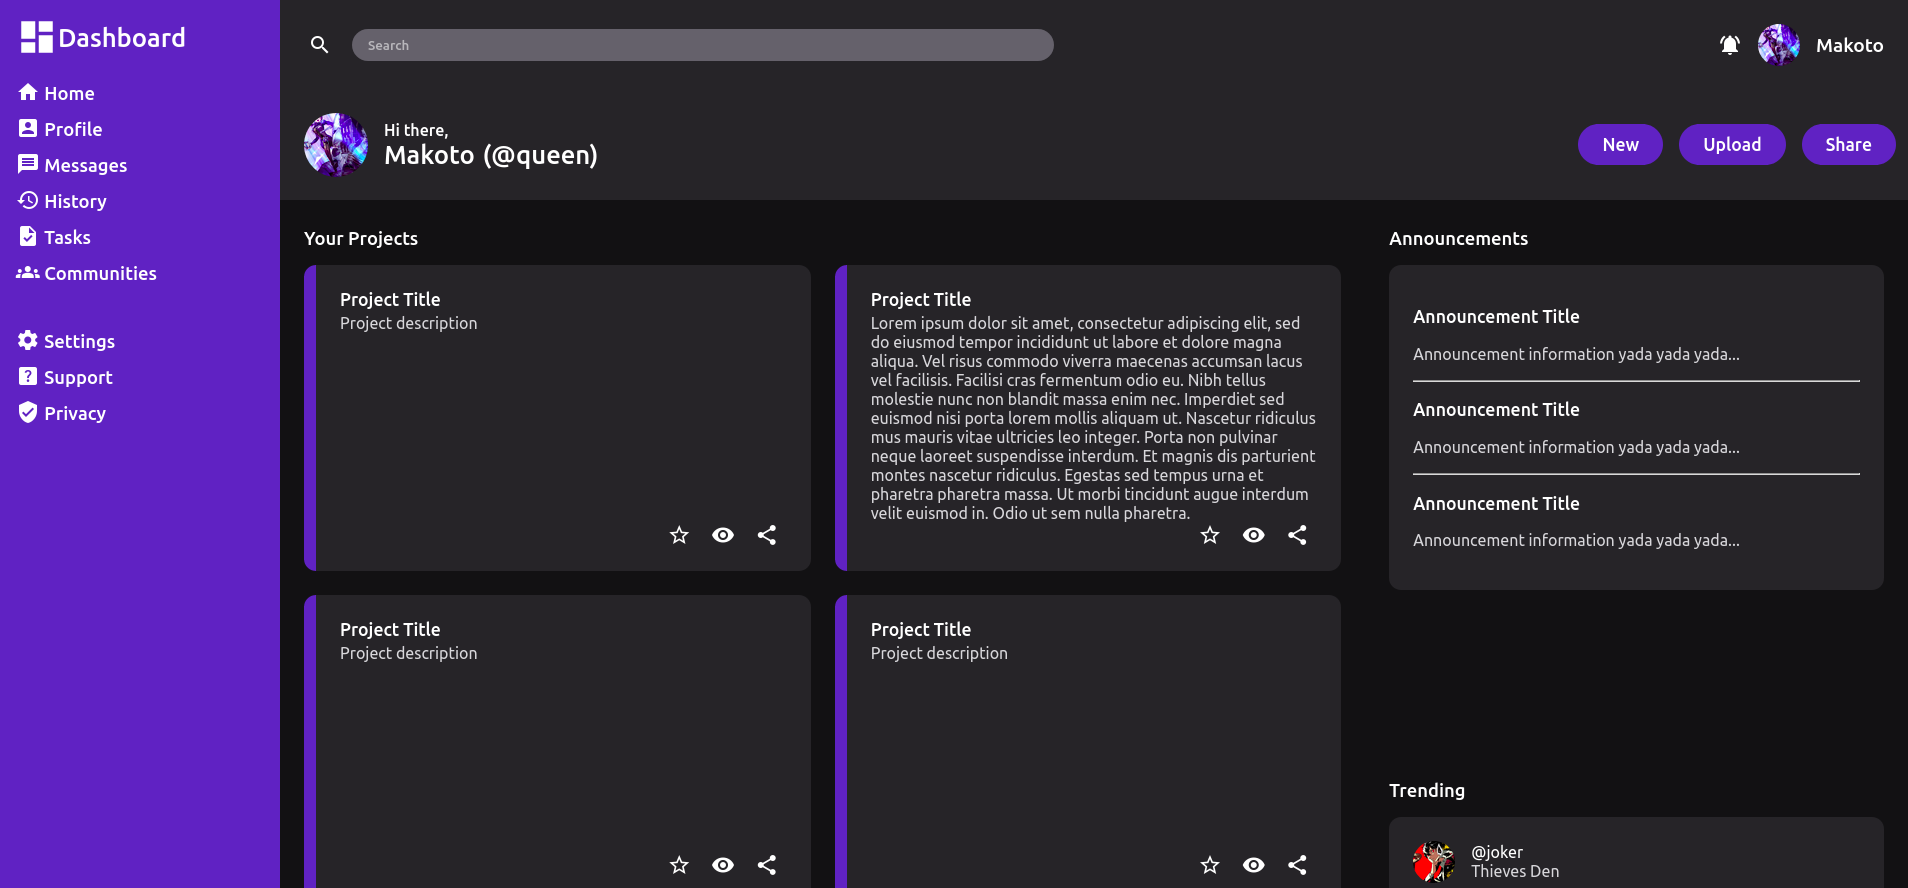 Dashboard
Home
Profile
Messages
History
Tasks
Communities
Settings
Support
Privacy
Search
Makoto
Hi there,
Makoto (@queen)
New
Upload
Share
Your Projects
Project Title
Project description
Project Title
Lorem ipsum dolor sit amet, consectetur adipiscing elit, sed
do eiusmod tempor incididunt ut labore et dolore magna
aliqua. Vel risus commodo viverra maecenas accumsan lacus
vel facilisis. Facilisi cras fermentum odio eu. Nibh tellus
molestie nunc non blandit massa enim nec. Imperdiet sed
euismod nisi porta lorem mollis aliquam ut. Nascetur ridiculus
mus mauris vitae ultricies leo integer. Porta non pulvinar
neque laoreet suspendisse interdum. Et magnis dis parturient
montes nascetur ridiculus. Egestas sed tempus urna et
pharetra pharetra massa. Ut morbi tincidunt augue interdum
velit euismod in. Odio ut sem nulla pharetra.
Project Title
Project description
Project Title
Project description
Announcements
Announcement Title
Announcement information yada yada yada...
Announcement Title
Announcement information yada yada yada...
Announcement Title
Announcement information yada yada yada...
Trending
@joker
Thieves Den